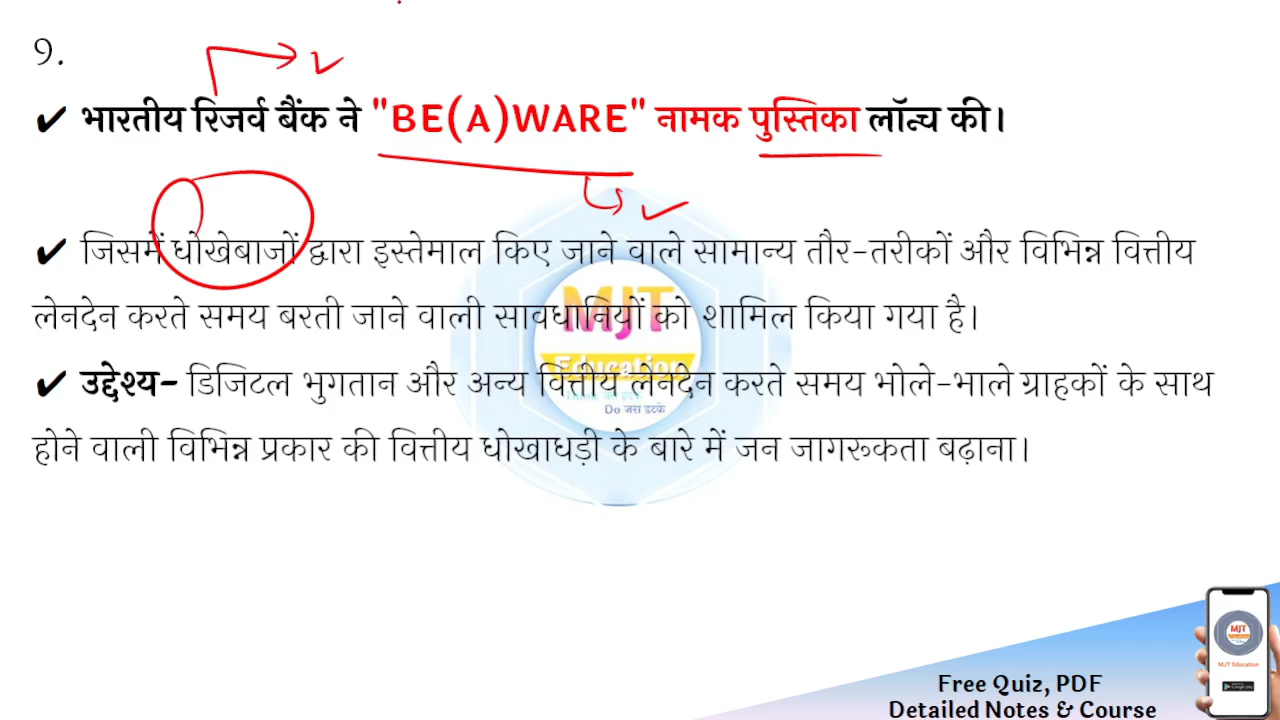 9.
✔ भारतीय रिजर्व बैंक ने "BE(A)WARE" नामक पुस्तिका लॉन्च की।
✔ जिसमें धोखेबाजों द्वारा इस्तेमाल किए जाने वाले सामान्य तौर-तरीकों और विभिन्न वित्तीय
लेनदेन करते समय बरती जाने वाली सावधानियों को शामिल किया गया है।
✔ उद्देश्य- डिजिटल भुगतान और अन्य वित्तीय लेनदेन करते समय भोले-भाले ग्राहकों के साथ
होने वाली विभिन्न प्रकार की वित्तीय धोखाधड़ी के बारे में जन जागरूकता बढ़ाना।
MJT
Education
Do जरा हटके
MJT
MJT Education
Free Quiz, PDF
Detailed Notes & Course